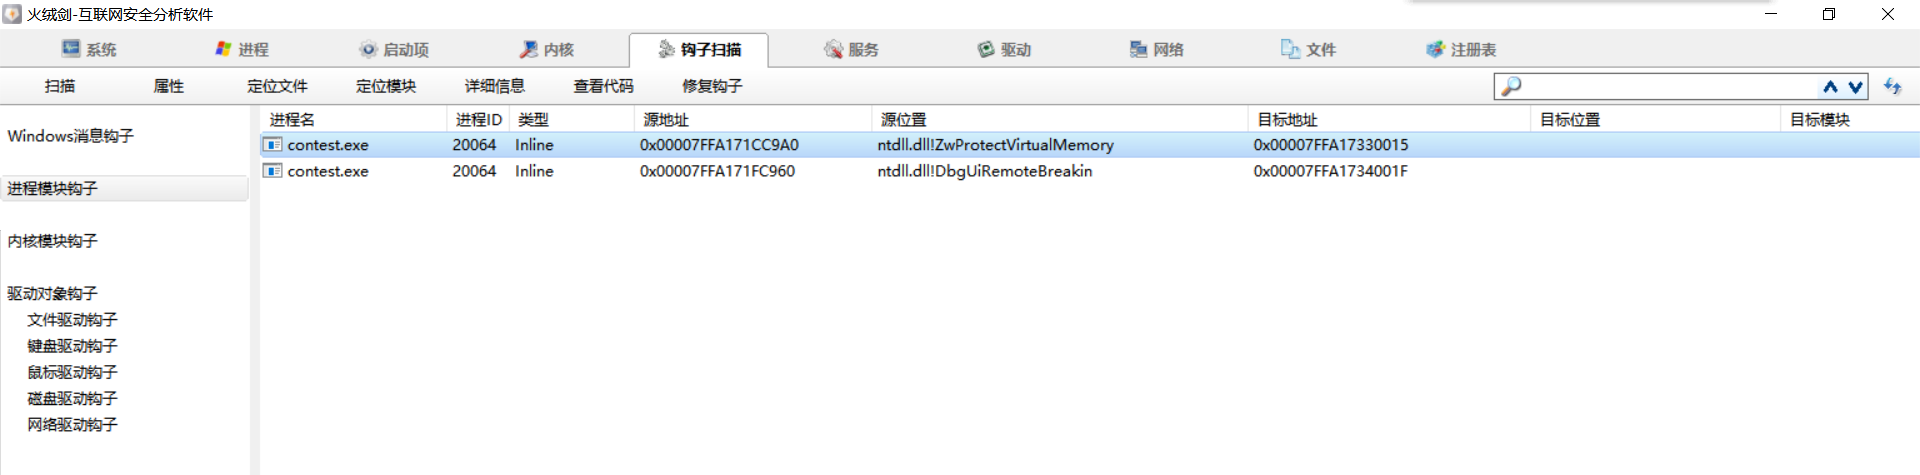 火绒剑-互联网安全分析软件
系统 进程 启动项 内核 钩子扫描 服务 驱动 网络 文件 注册表
扫描 属性 定位文件 定位模块 详细信息 查看代码 修复钩子
Windows消息钩子
进程模块钩子
内核模块钩子
驱动对象钩子
文件驱动钩子
键盘驱动钩子
鼠标驱动钩子
磁盘驱动钩子
网络驱动钩子
进程名 进程ID 类型 源地址 源位置 目标地址 目标位置 目标模块
contest.exe 20064 Inline 0x00007FFA171CC9A0 ntdll.dll!ZwProtectVirtualMemory 0x00007FFA17330015
contest.exe 20064 Inline 0x00007FFA171FC960 ntdll.dll!DbgUiRemoteBreakin 0x00007FFA1734001F